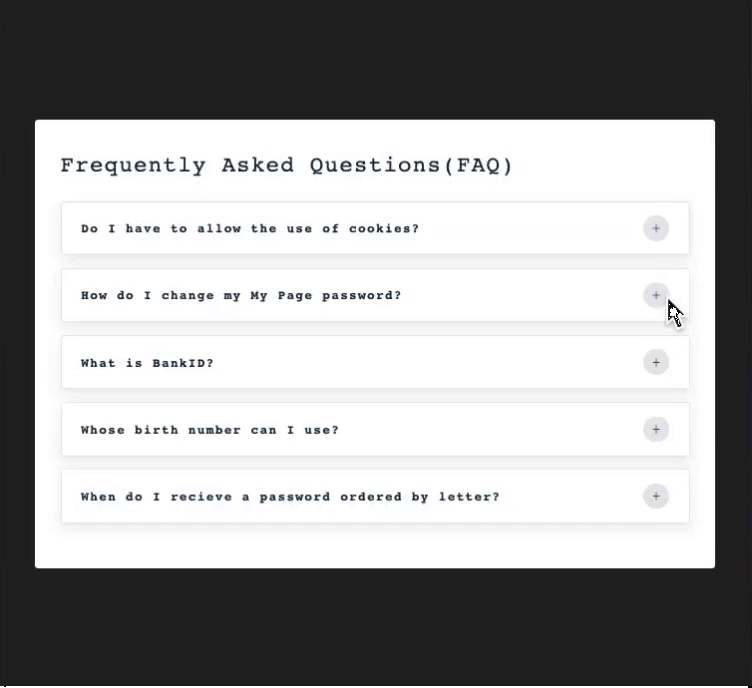 Frequently Asked Questions(FAQ)
Do I have to allow the use of cookies?
+
How do I change my My Page password?
+
What is BankID?
+
Whose birth number can I use?
+
When do I recieve a password ordered by letter?
+